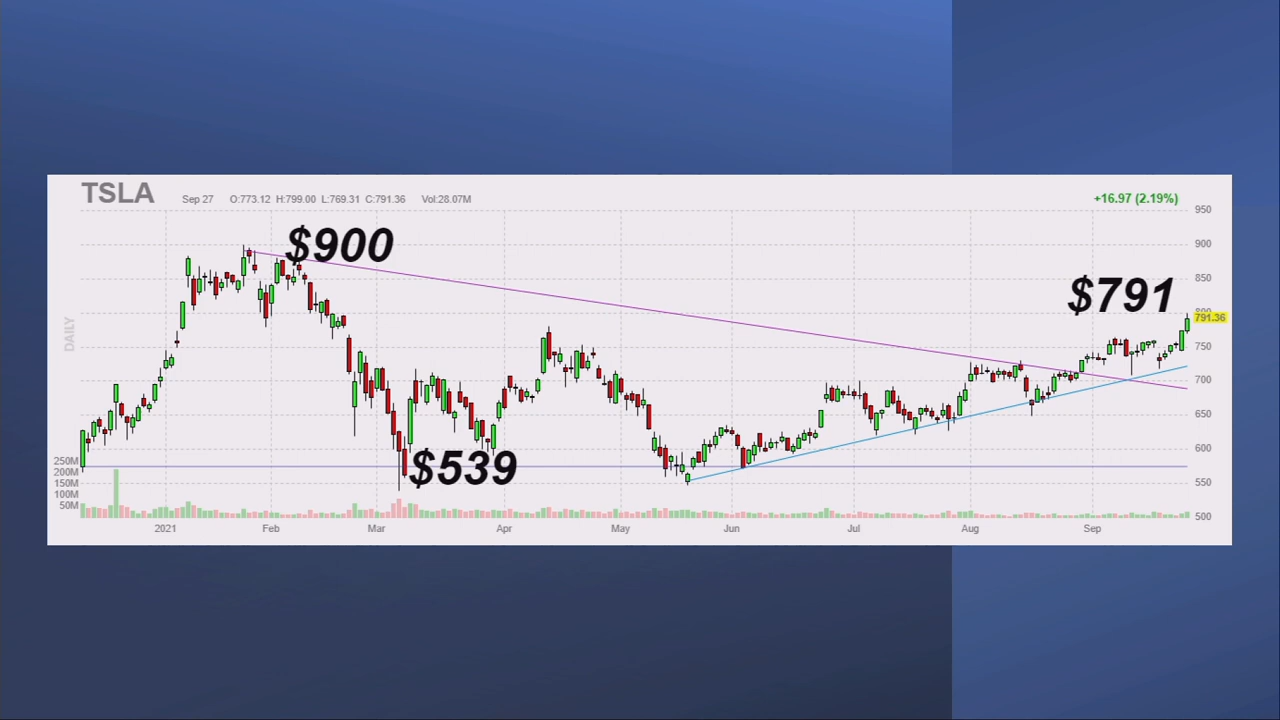 TSLA
Sep 27 O:773.12 H:799.00 L:769.31 C:791.36 Vol:28.07M
+16.97 (2.19%)
950
900
850
800
791.36
750
700
650
600
550
500
$900
$791
$539
DAILY
250M
200M
150M
100M
50M
2021 Feb Mar Apr May Jun Jul Aug Sep